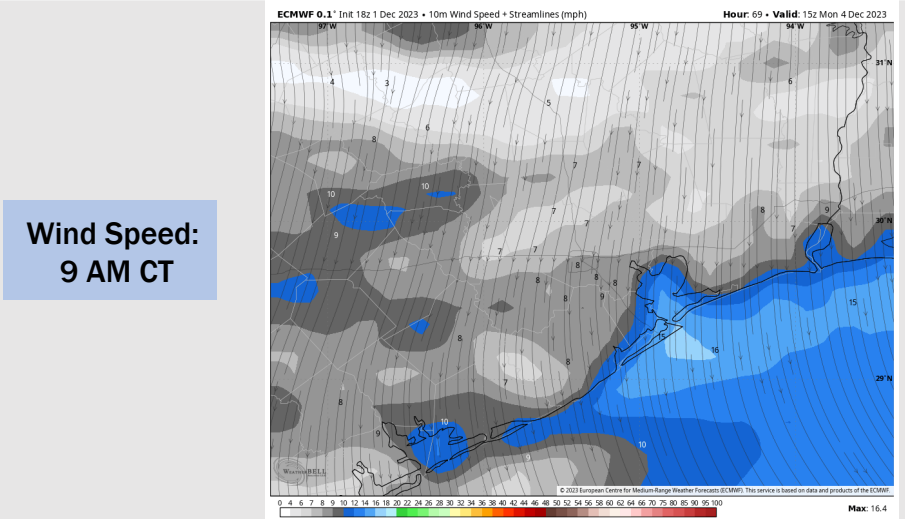 ECMWF 0.1° Init 18z 1 Dec 2023 • 10m Wind Speed + Streamlines (mph)
Hour: 69 • Valid: 15z Mon 4 Dec 2023
97°W 96°W 95°W 94°W
31°N
4 3 6
5
6
8
7 7
10 10
7 8 9
30°N
9 7 7
7 7
8
8 8 8
8 9
15
8
15
16
8
29°N
7
8
10
9
10
9
Wind Speed:
9 AM CT
WEATHERBELL
© 2023 European Centre for Medium-Range Weather Forecasts (ECMWF). This service is based on data and products of the ECMWF.
0 4 6 7 8 9 10 12 14 16 18 20 22 24 26 28 30 32 34 36 38 40 42 44 46 48 50 52 54 56 58 60 62 64 66 68 70 75 80 85 90 95 100
Max: 16.4